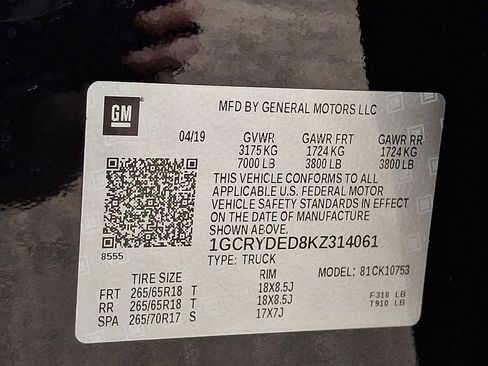 GM
MFD BY GENERAL MOTORS LLC
04/19 GVWR GAWR FRT GAWR RR
3175 KG 1724 KG 1724 KG
7000 LB 3800 LB 3800 LB
THIS VEHICLE CONFORMS TO ALL
APPLICABLE U.S. FEDERAL MOTOR
VEHICLE SAFETY STANDARDS IN EFFECT
ON THE DATE OF MANUFACTURE
SHOWN ABOVE.
8555
1GCRYDED8KZ314061
TYPE: TRUCK MODEL: 81CK10753
TIRE SIZE RIM
FRT 265/65R18 T 18X8.5J
RR 265/65R18 T 18X8.5J
SPA 265/70R17 S 17X7J
F318 LB
T910 LB